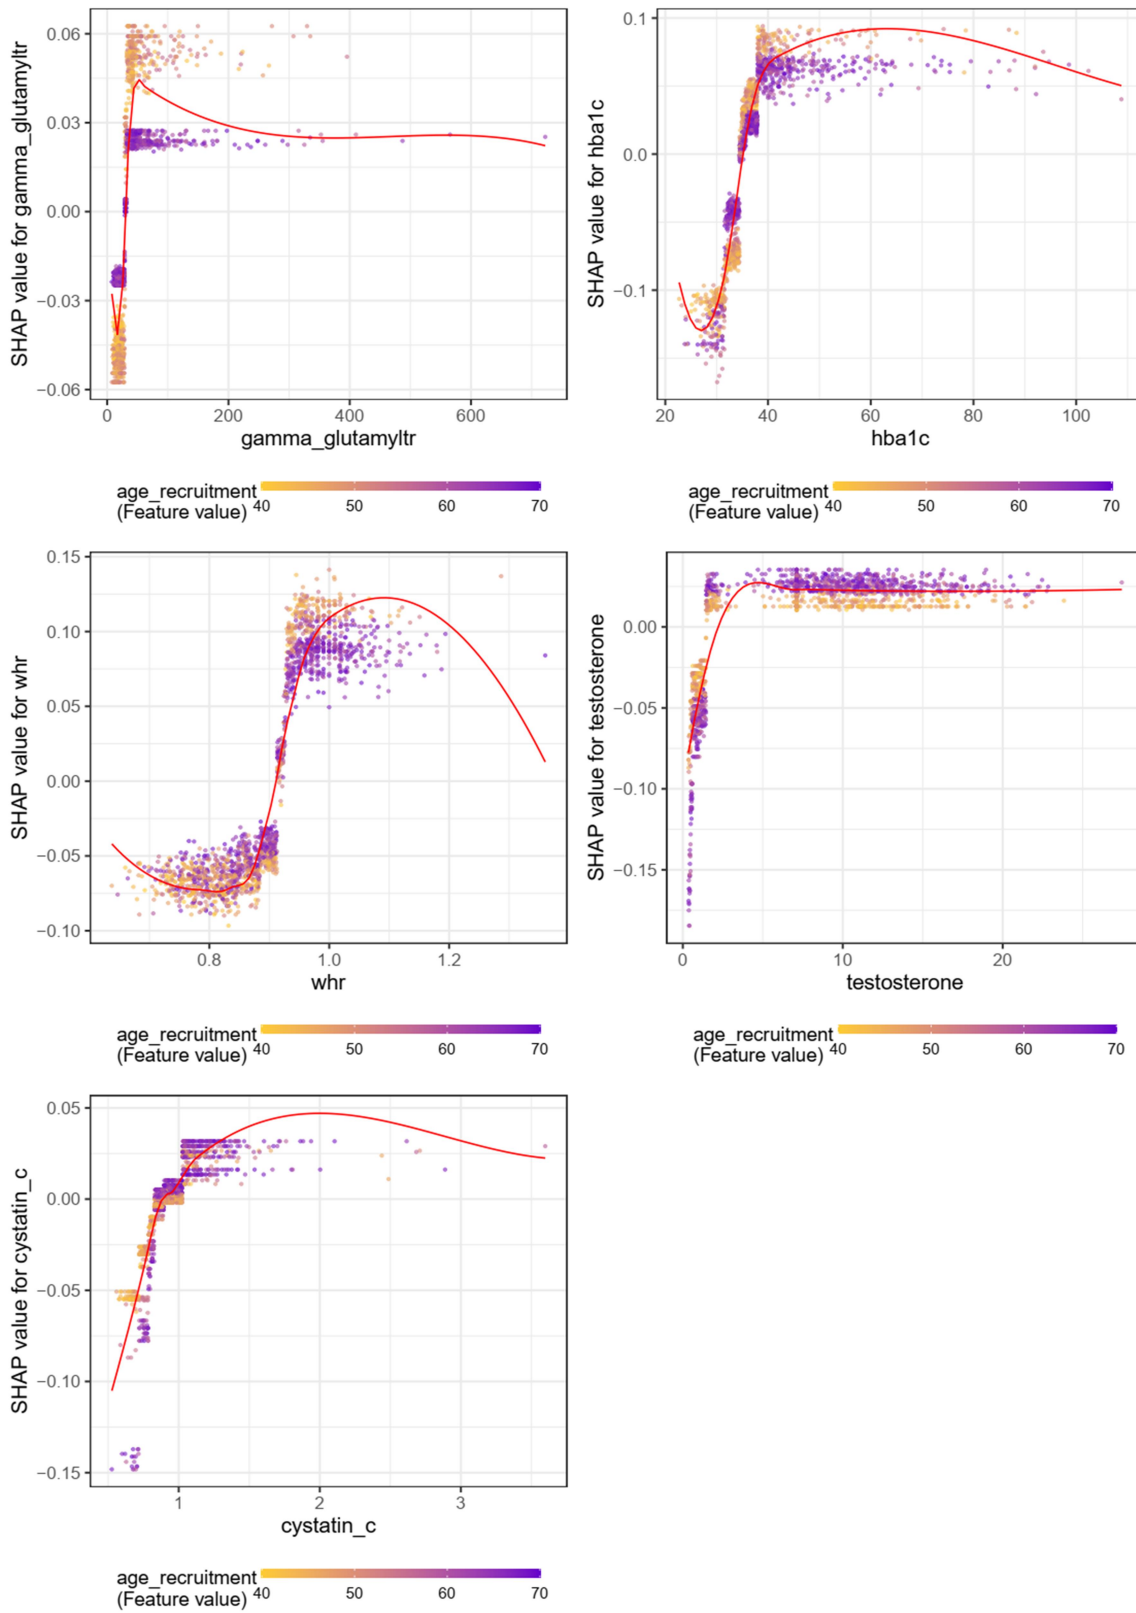 SHAP value for gamma_glutamyltr
0.06
0.03
0.00
−0.03
−0.06
0 200 400 600
gamma_glutamyltr
age_recruitment
(Feature value)
40 50 60 70
SHAP value for hba1c
0.1
0.0
−0.1
20 40 60 80 100
hba1c
age_recruitment
(Feature value)
40 50 60 70
SHAP value for whr
0.15
0.10
0.05
0.00
−0.05
−0.10
0.8 1.0 1.2
whr
age_recruitment
(Feature value)
40 50 60 70
SHAP value for testosterone
0.00
−0.05
−0.10
−0.15
0 10 20
testosterone
age_recruitment
(Feature value)
40 50 60 70
SHAP value for cystatin_c
0.05
0.00
−0.05
−0.10
−0.15
1 2 3
cystatin_c
age_recruitment
(Feature value)
40 50 60 70